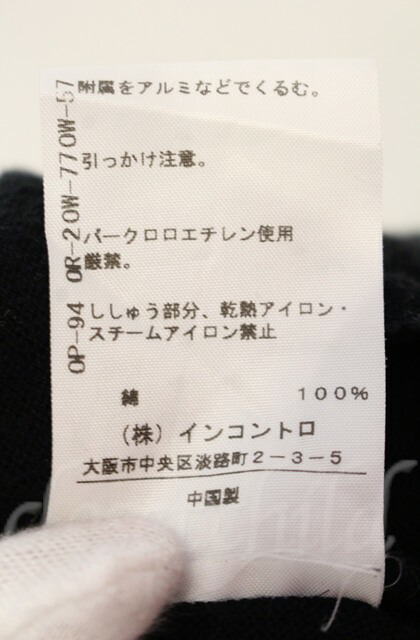 附属をアルミなどでくるむ。
引っかけ注意。
パークロロエチレン使用
厳禁。
ししゅう部分、乾熱アイロン・
スチームアイロン禁止
綿 100%
(株)インコントロ
大阪市中央区淡路町2-3-5
中国製
OP-94 OR-20W-770W-57